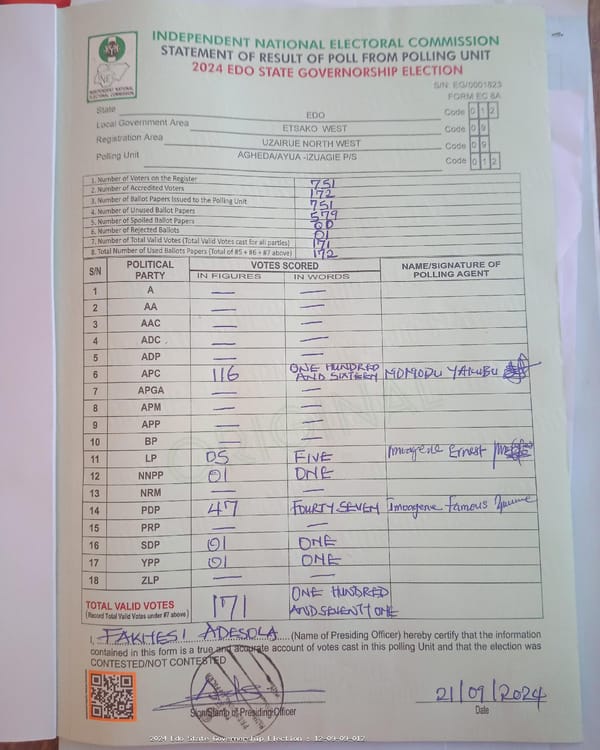 INDEPENDENT NATIONAL ELECTORAL COMMISSION
STATEMENT OF RESULT OF POLL FROM POLLING UNIT
2024 EDO STATE GOVERNORSHIP ELECTION
S/N: EG/0001823
FORM EC 8A
INDEPENDENT NATIONAL ELECTORAL COMMISSION
State EDO Code 0 1 2
Local Government Area ETSAKO WEST Code 0 9
Registration Area UZAIRUE NORTH WEST Code 0 9
Polling Unit AGHEDA/AYUA -IZUAGIE P/S Code 0 1 2
1. Number of Voters on the Register 751
2. Number of Accredited Voters 172
3. Number of Ballot Papers Issued to the Polling Unit 751
4. Number of Unused Ballot Papers 579
5. Number of Spoiled Ballot Papers 00
6. Number of Rejected Ballots 01
7. Number of Total Valid Votes (Total Valid Votes cast for all parties) 171
8. Total Number of Used Ballots Papers (Total of #5 + #6 + #7 above) 172
S/N POLITICAL PARTY VOTES SCORED NAME/SIGNATURE OF POLLING AGENT
IN FIGURES IN WORDS
1 A — —
2 AA — —
3 AAC — —
4 ADC — —
5 ADP — —
6 APC 116 ONE HUNDRED AND SIXTEEN MOMODU YAKUBU
7 APGA — —
8 APM — —
9 APP — —
10 BP — —
11 LP 05 FIVE Imoagene Ernest
12 NNPP 01 ONE
13 NRM — —
14 PDP 47 FOURTY SEVEN Imoagene Famous
15 PRP — —
16 SDP 01 ONE
17 YPP 01 ONE
18 ZLP — —
TOTAL VALID VOTES 171 ONE HUNDRED
(Record Total Valid Votes under #7 above) AND SEVENTY ONE
ORIGINAL
I, FAKHESI ADESOLA (Name of Presiding Officer) hereby certify that the information
contained in this form is a true and accurate account of votes cast in this polling Unit and that the election was
CONTESTED/NOT CONTESTED
Sign/Stamp of Presiding Officer
21/09/2024
Date
2024 Edo State Governorship Election : 12-09-09-012